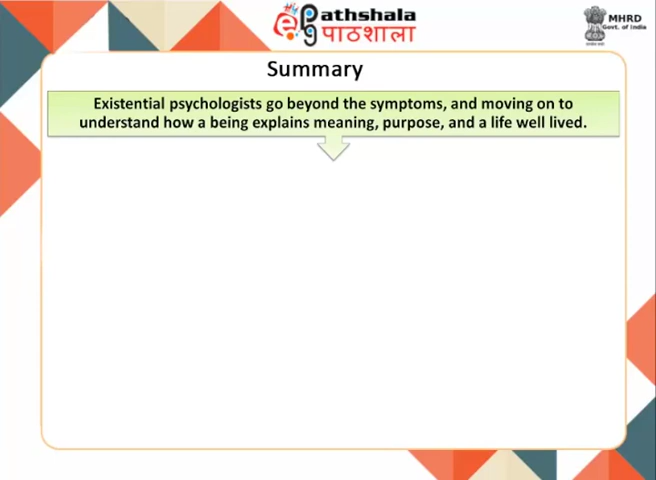 ePathshala
पाठशाला
MHRD
Govt. of India
Summary
Existential psychologists go beyond the symptoms, and moving on to
understand how a being explains meaning, purpose, and a life well lived.